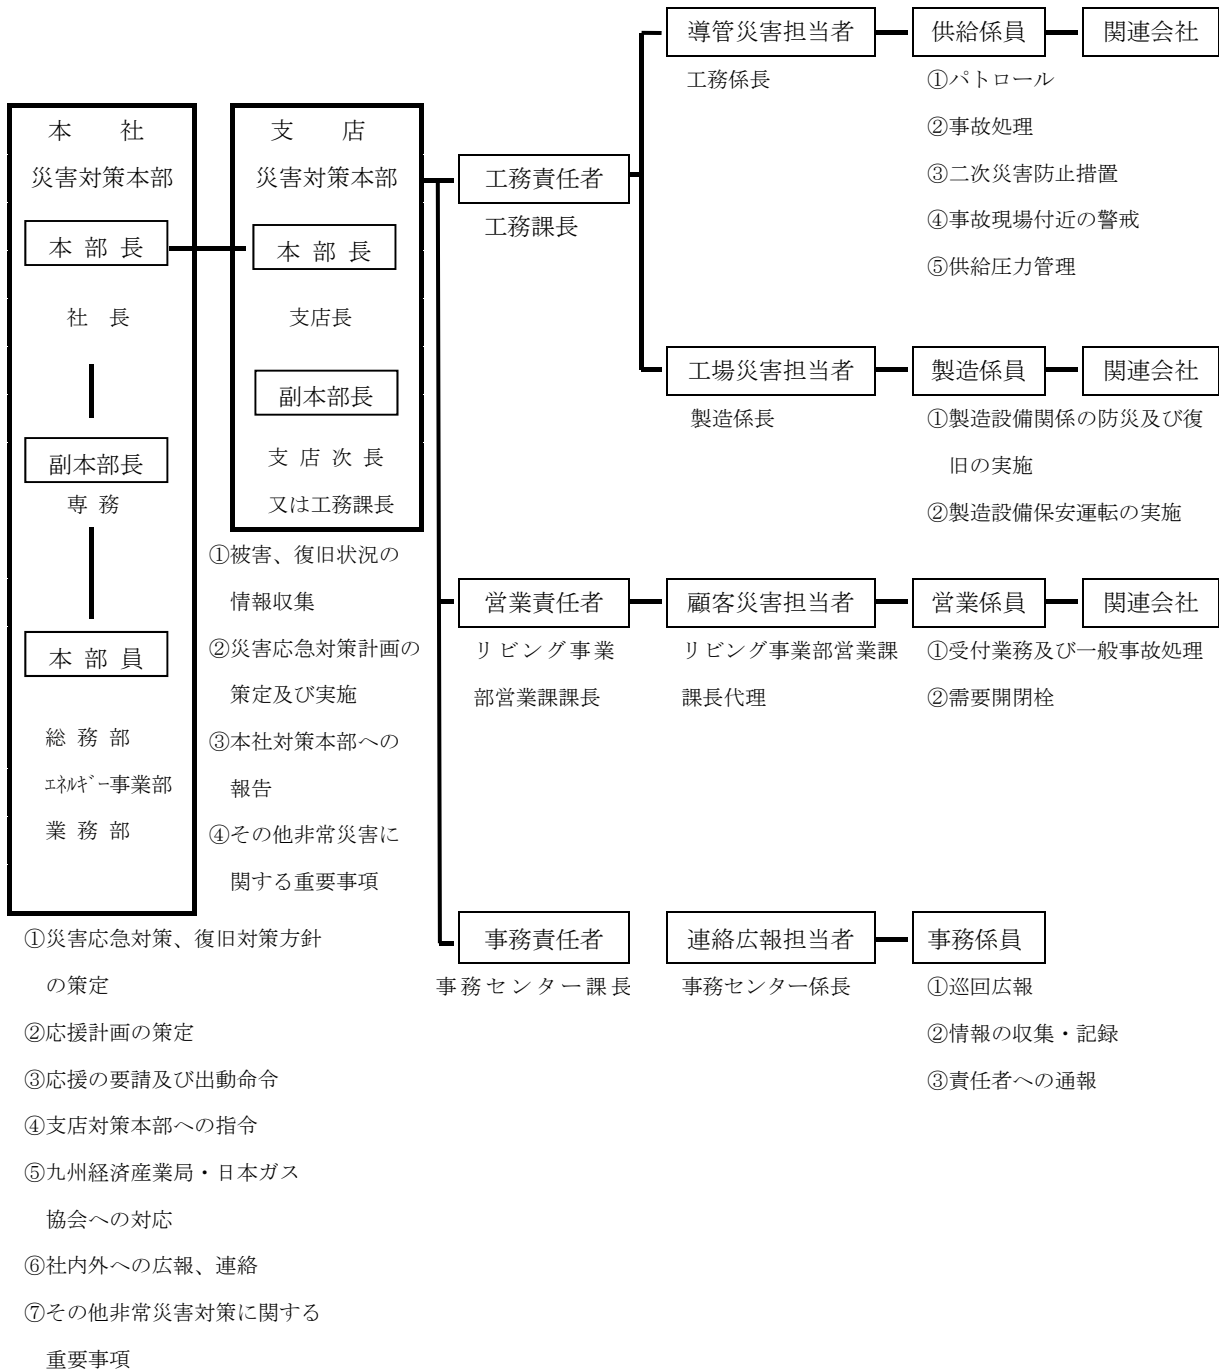 本　社
災害対策本部
本 部 長
社　長
副本部長
専 務
本 部 員
総 務 部
ｴﾈﾙｷﾞｰ事業部
業 務 部
①災害応急対策、復旧対策方針
の策定
②応援計画の策定
③応援の要請及び出動命令
④支店対策本部への指令
⑤九州経済産業局・日本ガス
協会への対応
⑥社内外への広報、連絡
⑦その他非常災害対策に関する
重要事項
支　店
災害対策本部
本 部 長
支店長
副本部長
支 店 次 長
又は工務課長
①被害、復旧状況の
情報収集
②災害応急対策計画の
策定及び実施
③本社対策本部への
報告
④その他非常災害に
関する重要事項
工務責任者
工務課長
導管災害担当者
工務係長
供給係員
関連会社
①パトロール
②事故処理
③二次災害防止措置
④事故現場付近の警戒
⑤供給圧力管理
工場災害担当者
製造係長
製造係員
関連会社
①製造設備関係の防災及び復
旧の実施
②製造設備保安運転の実施
営業責任者
リビング事業
部営業課課長
顧客災害担当者
リビング事業部営業課
課長代理
営業係員
関連会社
①受付業務及び一般事故処理
②需要開閉栓
事務責任者
事務センター課長
連絡広報担当者
事務センター係長
事務係員
①巡回広報
②情報の収集・記録
③責任者への通報